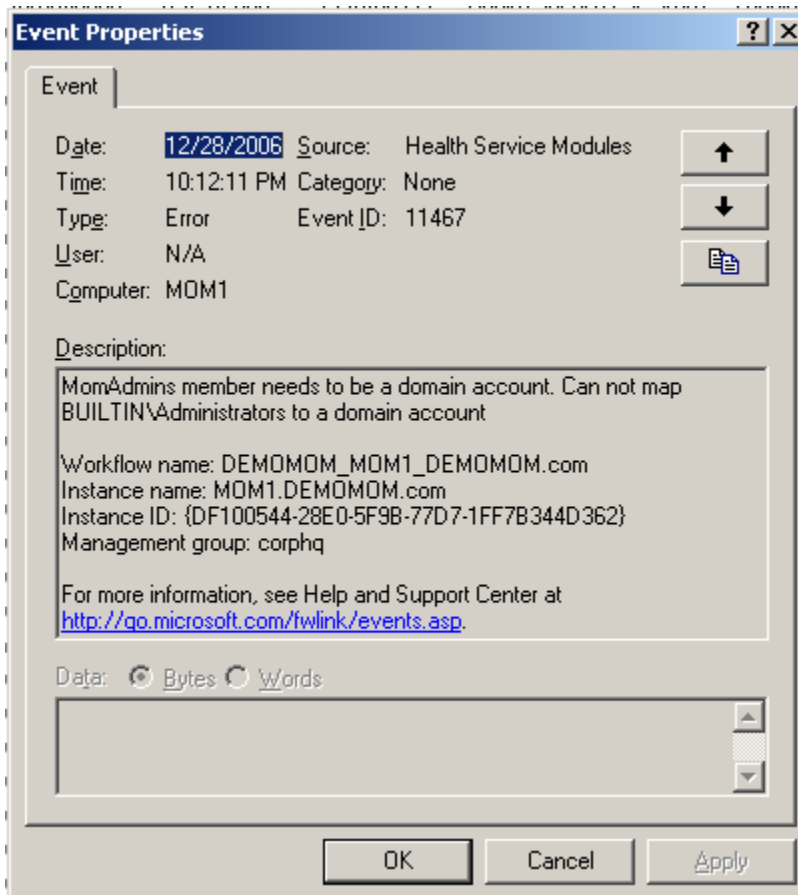 Event Properties
Event
Date: 12/28/2006 Source: Health Service Modules
Time: 10:12:11 PM Category: None
Type: Error Event ID: 11467
User: N/A
Computer: MOM1
Description:
MomAdmins member needs to be a domain account. Can not map
BUILTIN\Administrators to a domain account
Workflow name: DEMOMOM_MOM1_DEMOMOM.com
Instance name: MOM1.DEMOMOM.com
Instance ID: {DF100544-28E0-5F9B-77D7-1FF7B344D362}
Management group: corphq
For more information, see Help and Support Center at
http://go.microsoft.com/fwlink/events.asp.
Data: Bytes Words
OK Cancel Apply